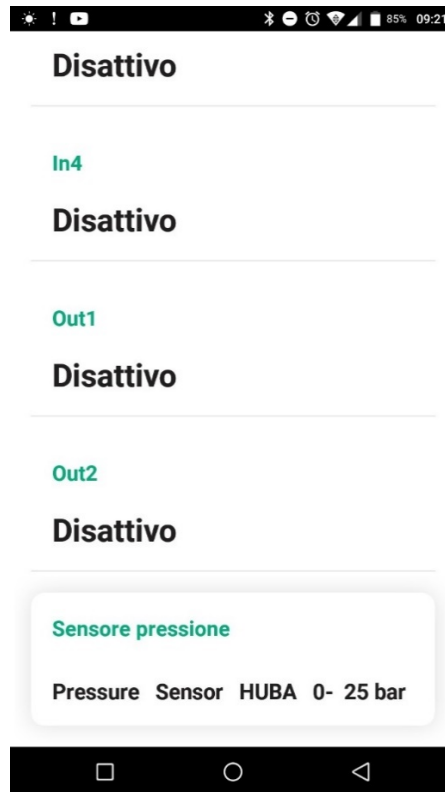 85% 09:21
Disattivo
In4
Disattivo
Out1
Disattivo
Out2
Disattivo
Sensore pressione
Pressure Sensor HUBA 0- 25 bar